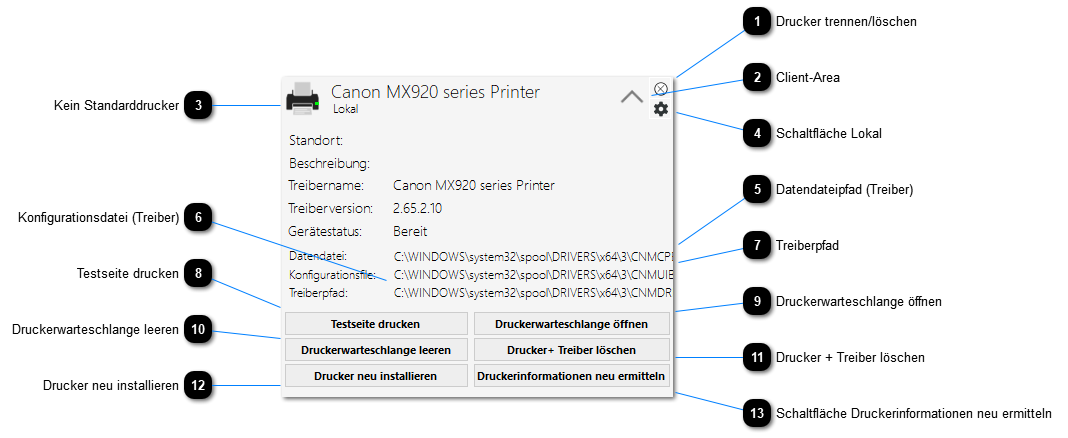 1 Drucker trennen/löschen
2 Client-Area
Kein Standarddrucker 3
Canon MX920 series Printer
Lokal
4 Schaltfläche Lokal
Standort:
Beschreibung:
Treibername: Canon MX920 series Printer
5 Datendateipfad (Treiber)
Treiberversion: 2.65.2.10
Konfigurationsdatei (Treiber) 6
Gerätestatus: Bereit
7 Treiberpfad
Datendatei: C:\WINDOWS\system32\spool\DRIVERS\x64\3\CNMCP
Konfigurationsfile: C:\WINDOWS\system32\spool\DRIVERS\x64\3\CNMUIE
Testseite drucken 8
Treiberpfad: C:\WINDOWS\system32\spool\DRIVERS\x64\3\CNMDR
9 Druckerwarteschlange öffnen
Testseite drucken Druckerwarteschlange öffnen
Druckerwarteschlange leeren 10
Druckerwarteschlange leeren Drucker+ Treiber löschen
11 Drucker + Treiber löschen
Drucker neu installieren Druckerinformationen neu ermitteln
Drucker neu installieren 12
13 Schaltfläche Druckerinformationen neu ermitteln